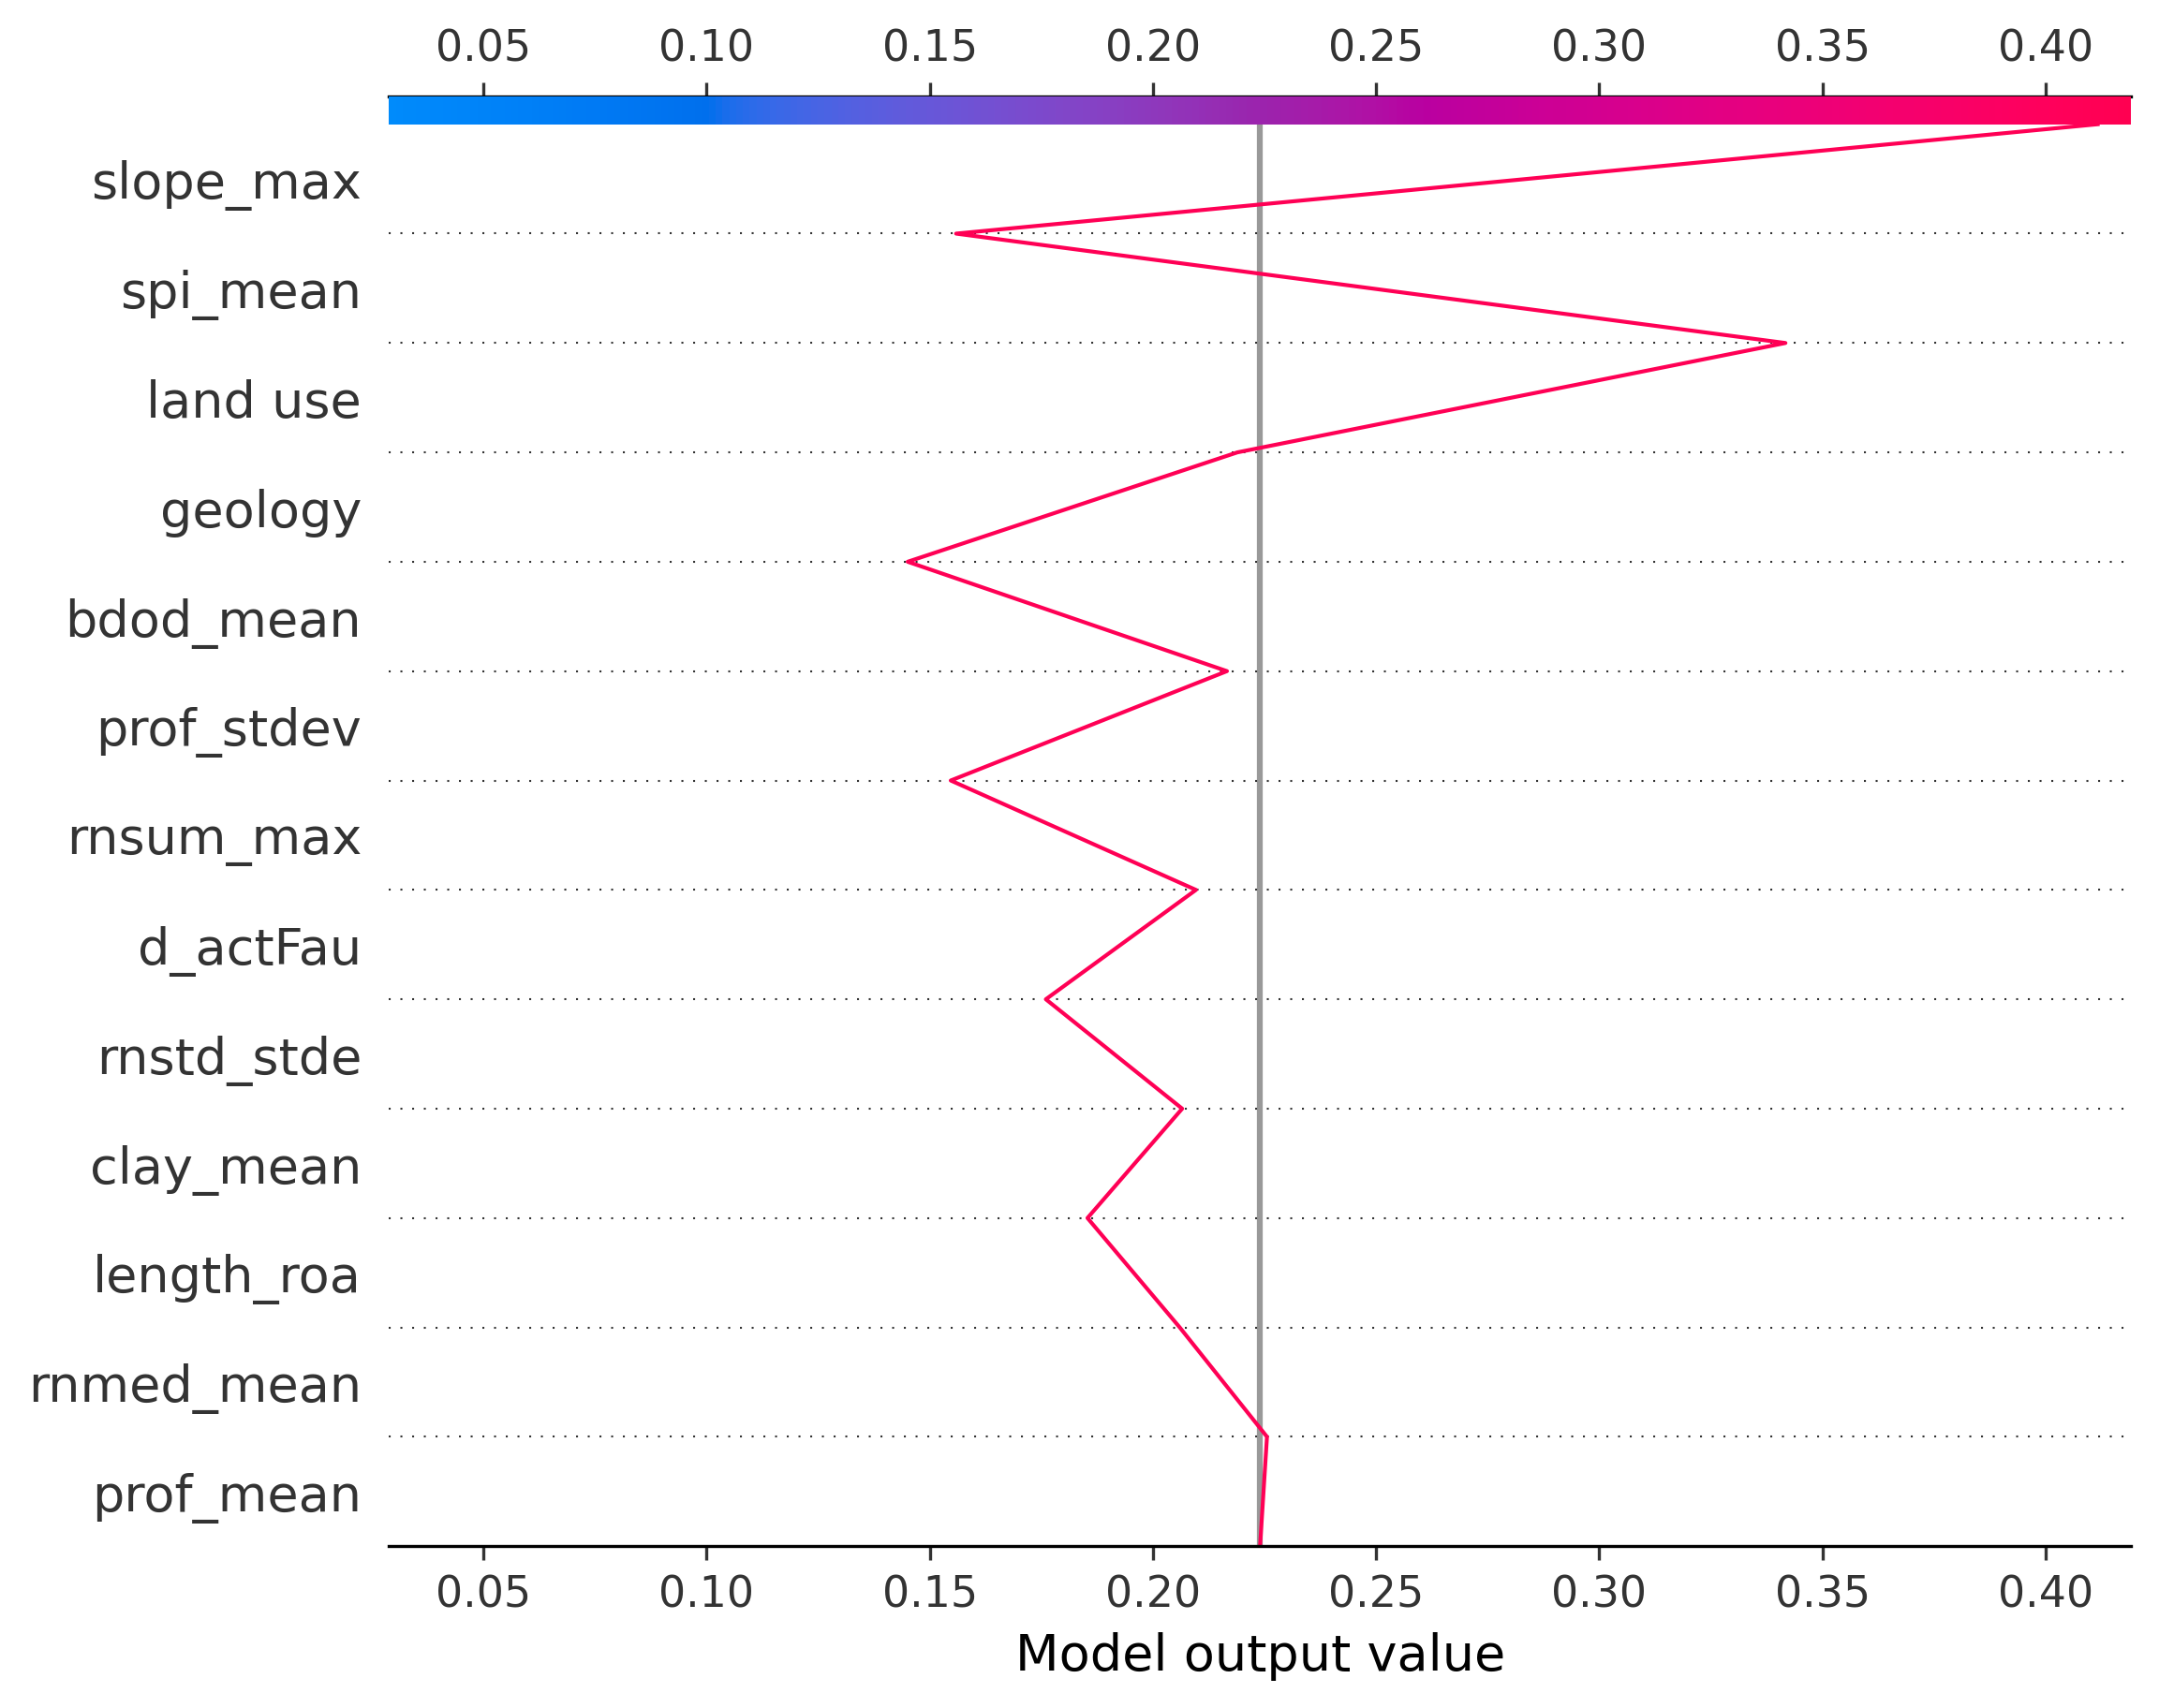 0.05 0.10 0.15 0.20 0.25 0.30 0.35 0.40
slope_max
spi_mean
land use
geology
bdod_mean
prof_stdev
rnsum_max
d_actFau
rnstd_stde
clay_mean
length_roa
rnmed_mean
prof_mean
0.05 0.10 0.15 0.20 0.25 0.30 0.35 0.40
Model output value